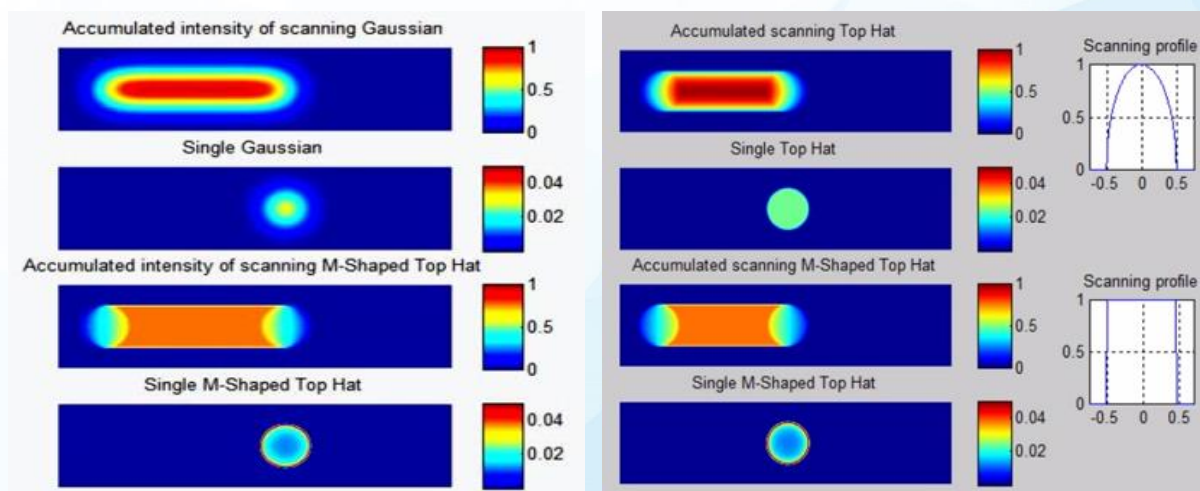 Accumulated intensity of scanning Gaussian
1
0.5
0
Single Gaussian
0.04
0.02
Accumulated intensity of scanning M-Shaped Top Hat
1
0.5
0
Single M-Shaped Top Hat
0.04
0.02
Accumulated scanning Top Hat
1
0.5
0
Single Top Hat
0.04
0.02
Accumulated scanning M-Shaped Top Hat
1
0.5
0
Single M-Shaped Top Hat
0.04
0.02
Scanning profile
1
0.5
0
-0.5 0 0.5
Scanning profile
1
0.5
0
-0.5 0 0.5